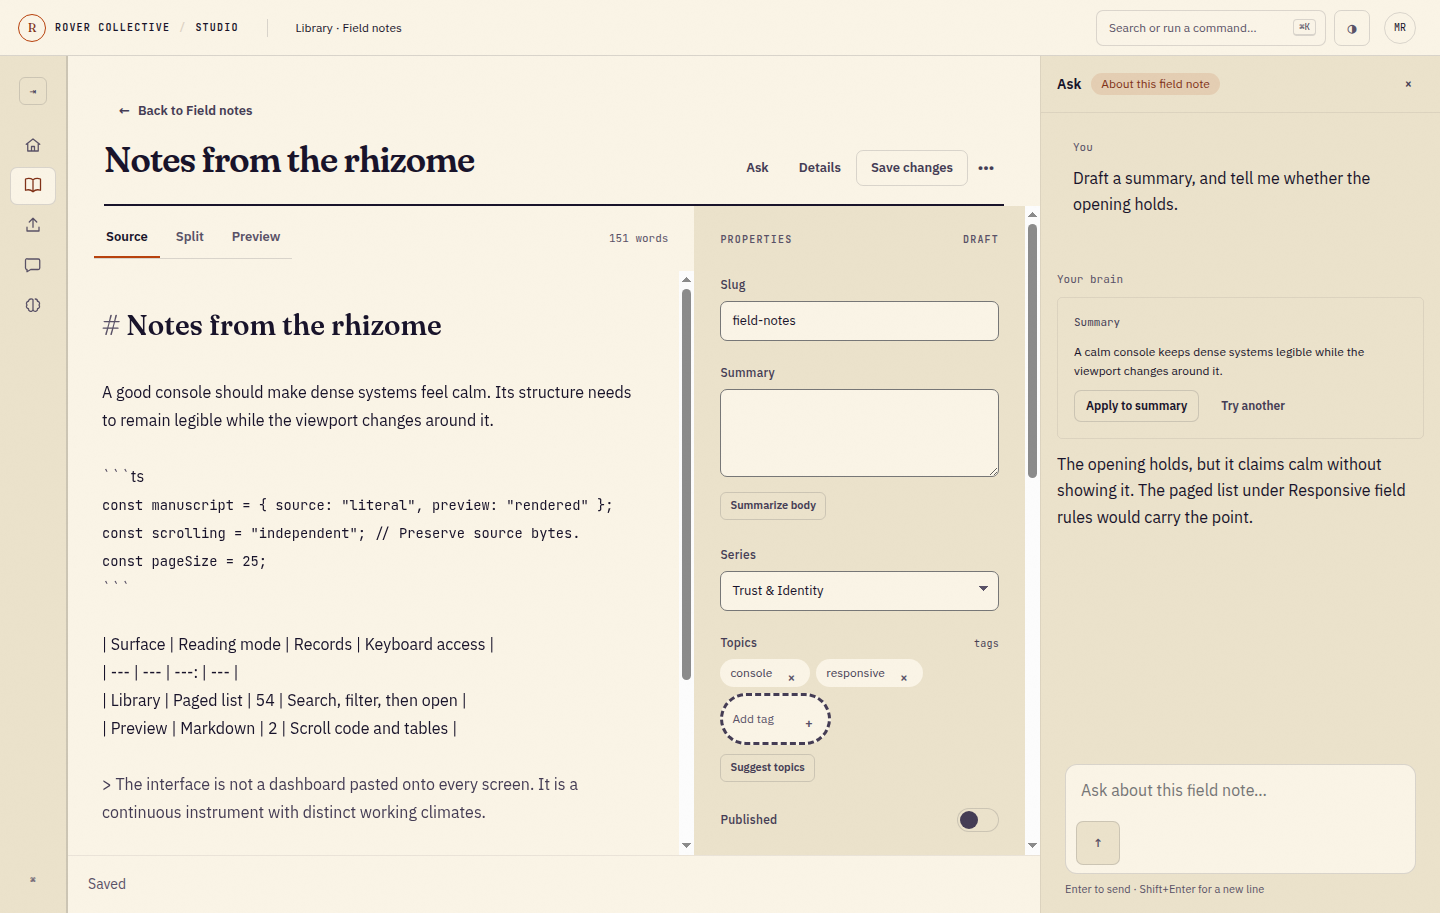 R ROVER COLLECTIVE / STUDIO
Library · Field notes
Search or run a command... ⌘K
MR
← Back to Field notes
Notes from the rhizome
Ask
Details
Save changes
•••
Source
Split
Preview
151 words
# Notes from the rhizome
A good console should make dense systems feel calm. Its structure needs
to remain legible while the viewport changes around it.
```ts
const manuscript = { source: "literal", preview: "rendered" };
const scrolling = "independent"; // Preserve source bytes.
const pageSize = 25;
```
| Surface | Reading mode | Records | Keyboard access |
| --- | --- | ---: | --- |
| Library | Paged list | 54 | Search, filter, then open |
| Preview | Markdown | 2 | Scroll code and tables |
> The interface is not a dashboard pasted onto every screen. It is a
continuous instrument with distinct working climates.
⌘
Saved
PROPERTIES
DRAFT
Slug
field-notes
Summary
Summarize body
Series
Trust & Identity
Topics
tags
console ×
responsive ×
Add tag +
Suggest topics
Published
Ask
About this field note
×
You
Draft a summary, and tell me whether the
opening holds.
Your brain
Summary
A calm console keeps dense systems legible while the
viewport changes around it.
Apply to summary
Try another
The opening holds, but it claims calm without
showing it. The paged list under Responsive field
rules would carry the point.
Ask about this field note...
↑
Enter to send · Shift+Enter for a new line